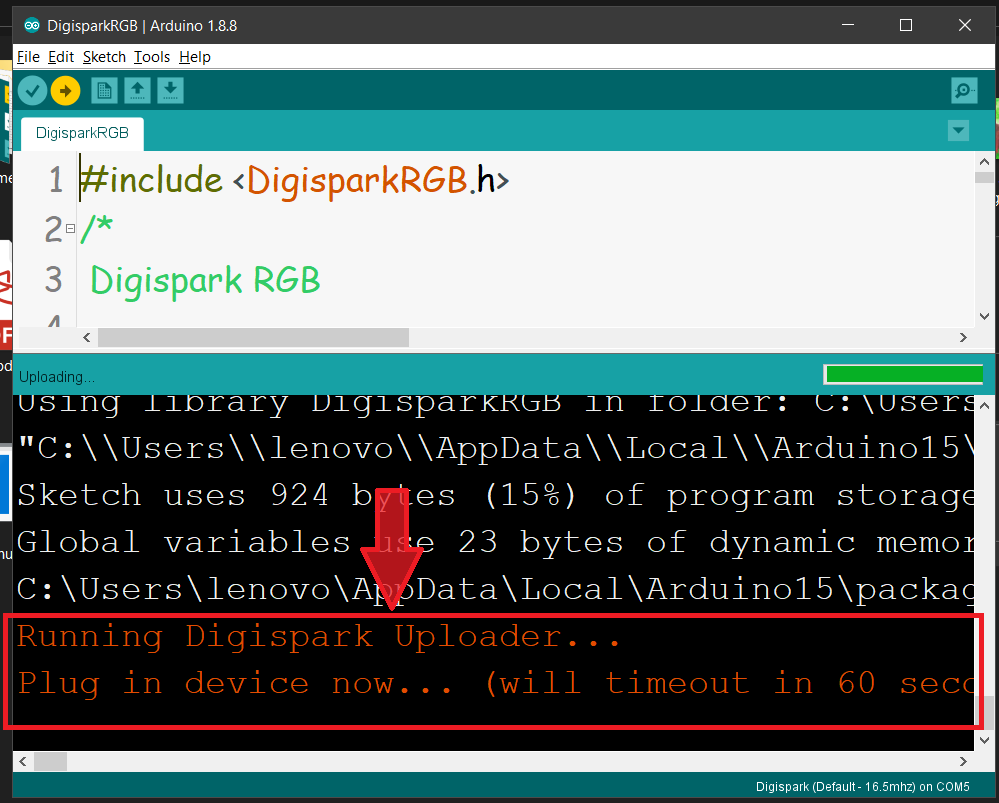 DigisparkRGB | Arduino 1.8.8
File Edit Sketch Tools Help
DigisparkRGB
1 #include <DigisparkRGB.h>
2 /*
3 Digispark RGB
4
Uploading...
Using library DigisparkRGB in folder: C:\Users
"C:\\Users\\lenovo\\AppData\\Local\\Arduino15\
Sketch uses 924 bytes (15%) of program storage
Global variables use 23 bytes of dynamic memor
C:\Users\lenovo\AppData\Local\Arduino15\packag
Running Digispark Uploader...
Plug in device now... (will timeout in 60 seco
Digispark (Default - 16.5mhz) on COM5